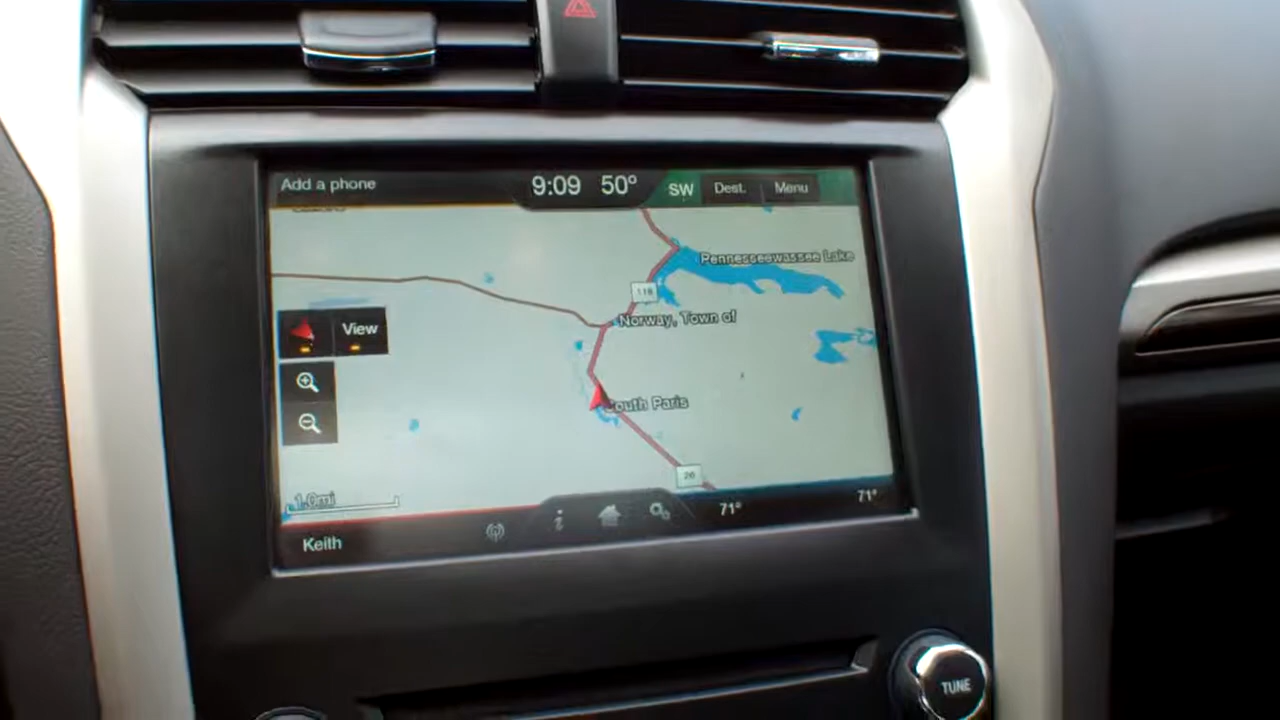 Add a phone
9:09 50° SW Dest. Menu
Pennesseewassee Lake
118
Norway, Town of
View
South Paris
26
1.0mi
71° 71°
Keith
TUNE